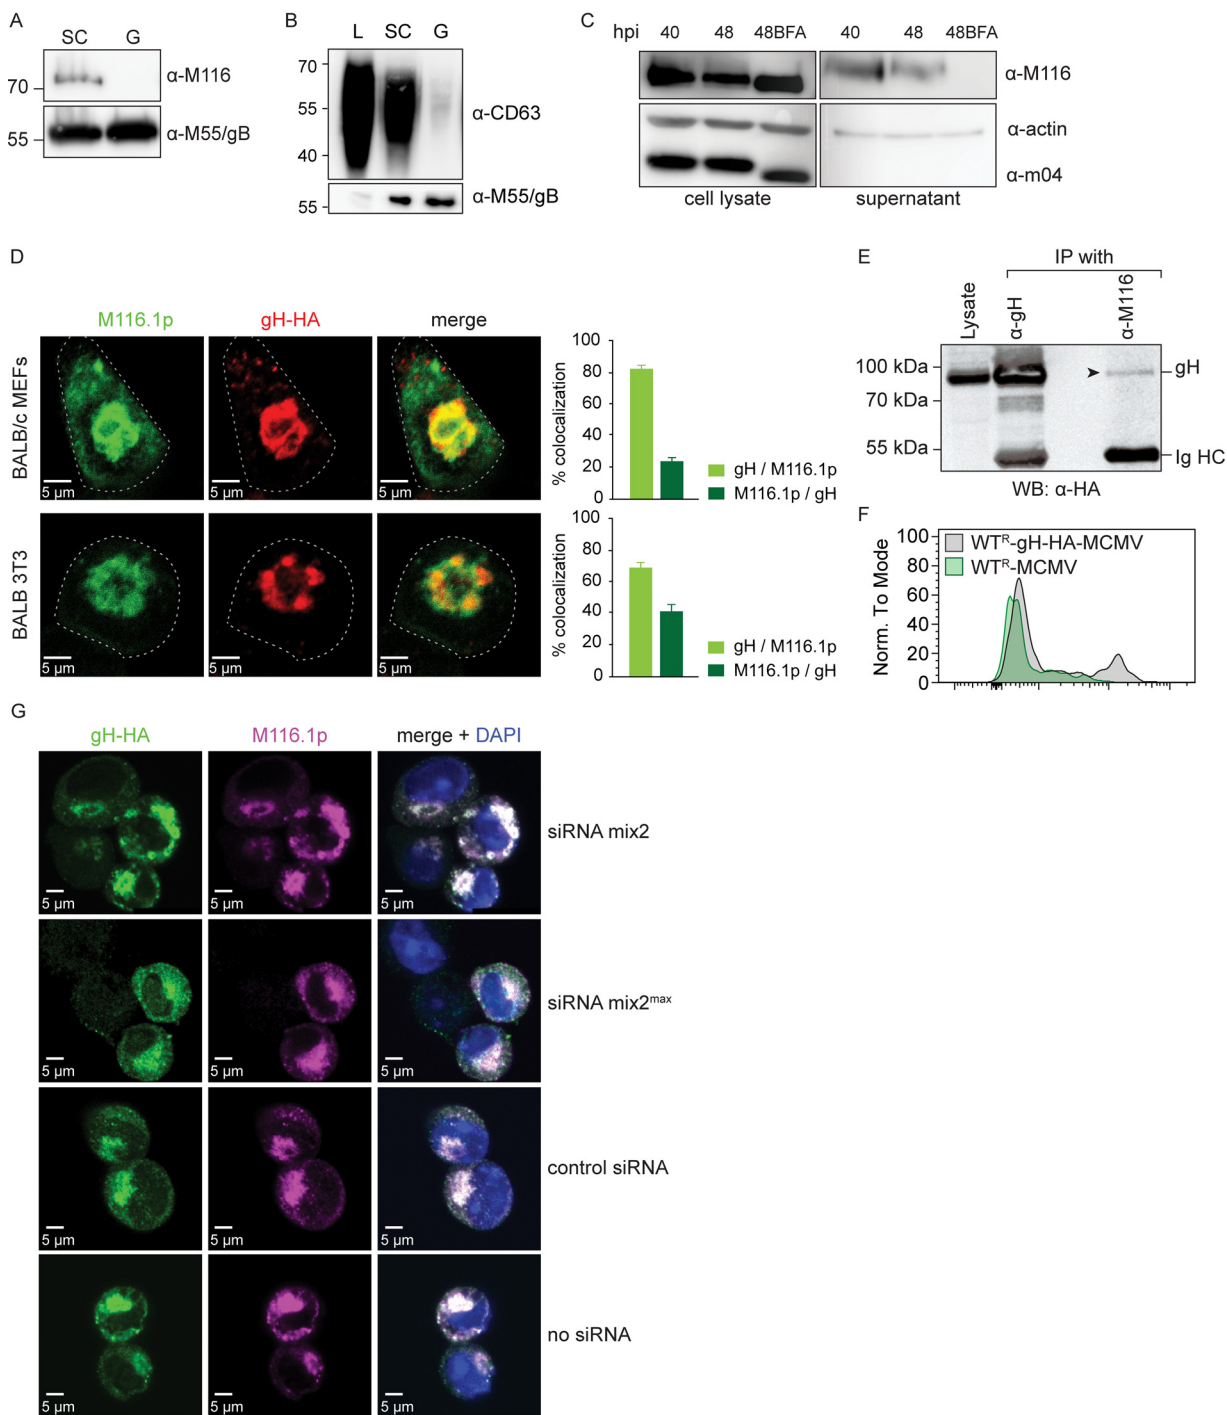 A
SC G
70
α-M116
55
α-M55/gB
B
L SC G
70
55
40
α-CD63
55
α-M55/gB
C
hpi 40 48 48BFA 40 48 48BFA
α-M116
α-actin
α-m04
cell lysate supernatant
D
M116.1p gH-HA merge
BALB/c MEFs
5 µm 5 µm 5 µm
% colocalization
100
80
60
40
20
0
gH / M116.1p
M116.1p / gH
BALB 3T3
5 µm 5 µm 5 µm
% colocalization
100
80
60
40
20
0
gH / M116.1p
M116.1p / gH
E
IP with
Lysate
α-gH
α-M116
100 kDa
70 kDa
55 kDa
gH
Ig HC
WB: α-HA
F
Norm. To Mode
100
80
60
40
20
0
WTᴿ-gH-HA-MCMV
WTᴿ-MCMV
G
gH-HA M116.1p merge + DAPI
5 µm 5 µm 5 µm
siRNA mix2
5 µm 5 µm 5 µm
siRNA mix2ᵐᵃˣ
5 µm 5 µm 5 µm
control siRNA
5 µm 5 µm 5 µm
no siRNA